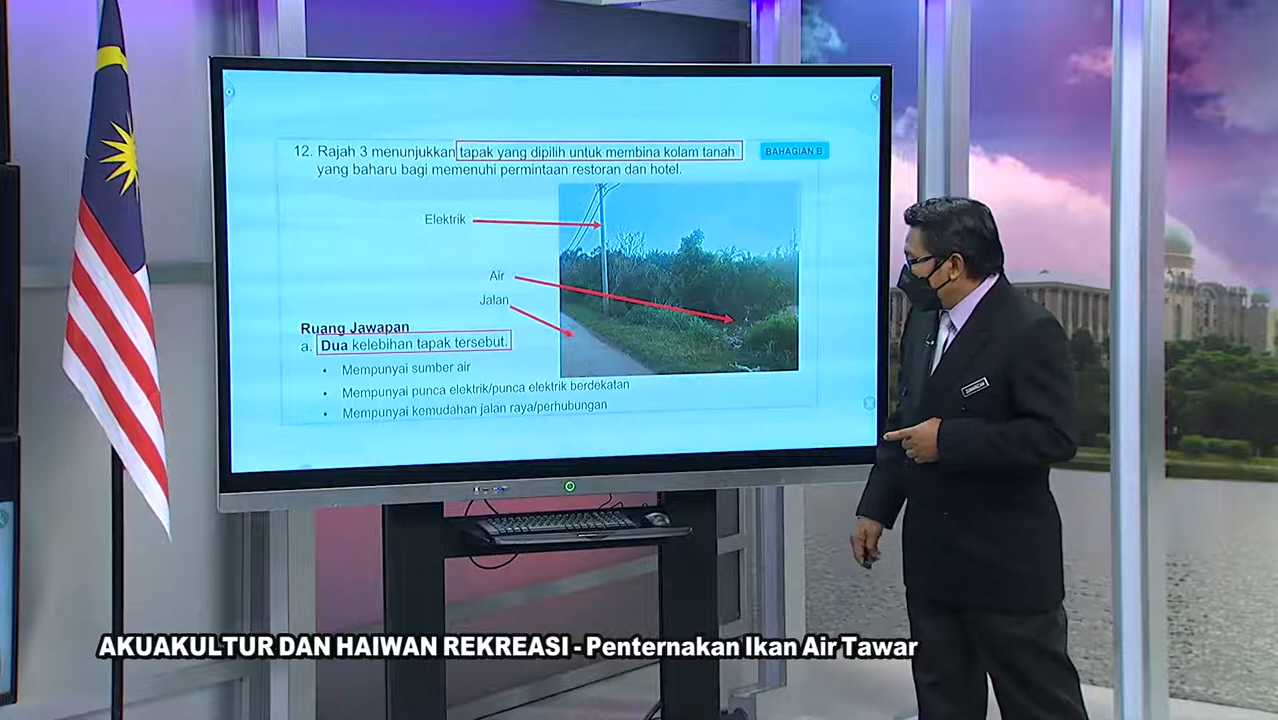 12. Rajah 3 menunjukkan tapak yang dipilih untuk membina kolam tanah
yang baharu bagi memenuhi permintaan restoran dan hotel.
BAHAGIAN B
Elektrik
Air
Jalan
Ruang Jawapan
a. Dua kelebihan tapak tersebut.
• Mempunyai sumber air
• Mempunyai punca elektrik/punca elektrik berdekatan
• Mempunyai kemudahan jalan raya/perhubungan
AKUAKULTUR DAN HAIWAN REKREASI - Penternakan Ikan Air Tawar